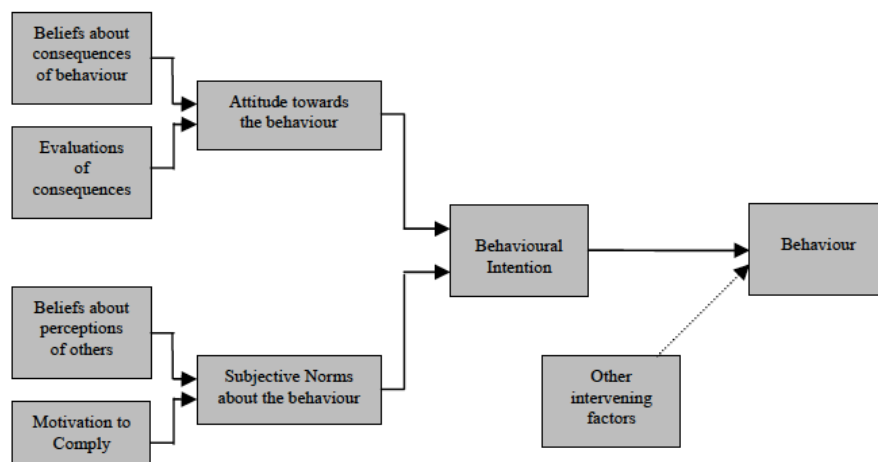 Beliefs about
consequences
of behaviour
Evaluations
of
consequences
Attitude towards
the behaviour
Beliefs about
perceptions
of others
Motivation to
Comply
Subjective Norms
about the behaviour
Behavioural
Intention
Behaviour
Other
intervening
factors